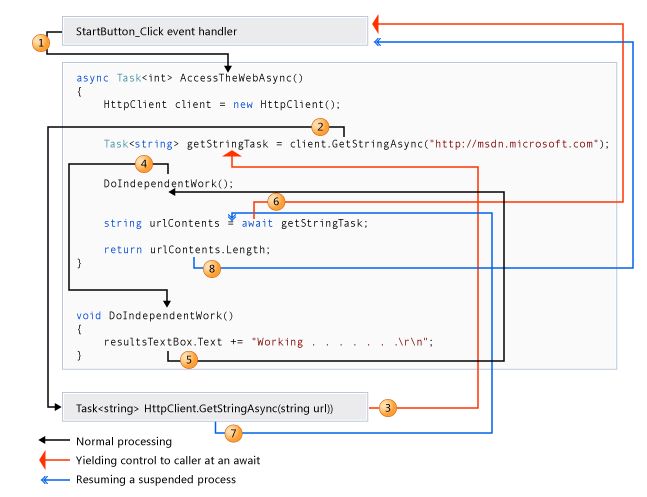 StartButton_Click event handler
1
async Task<int> AccessTheWebAsync()
{
HttpClient client = new HttpClient();
2
Task<string> getStringTask = client.GetStringAsync("http://msdn.microsoft.com");
4
DoIndependentWork();
6
string urlContents = await getStringTask;
return urlContents.Length;
8
}
void DoIndependentWork()
{
resultsTextBox.Text += "Working . . . . . . .\r\n";
5
}
Task<string> HttpClient.GetStringAsync(string url))
3
7
Normal processing
Yielding control to caller at an await
Resuming a suspended process